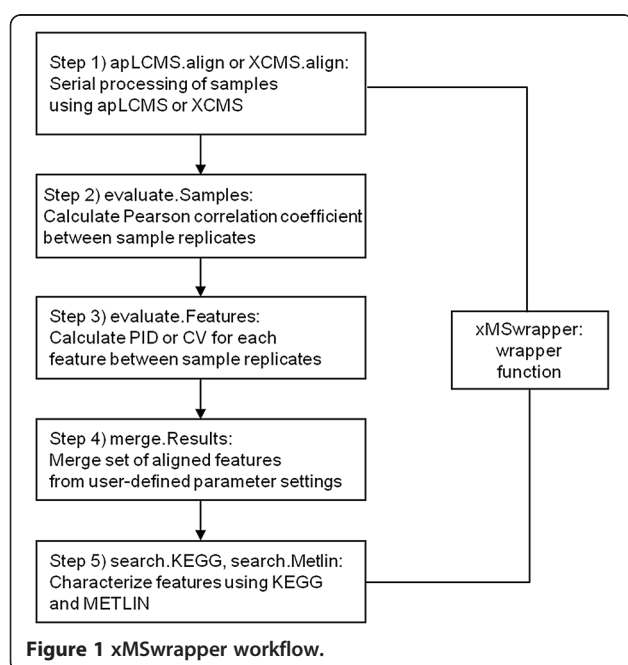 Step 1) apLCMS.align or XCMS.align:
Serial processing of samples
using apLCMS or XCMS
Step 2) evaluate.Samples:
Calculate Pearson correlation coefficient
between sample replicates
Step 3) evaluate.Features:
Calculate PID or CV for each
feature between sample replicates
xMSwrapper:
wrapper
function
Step 4) merge.Results:
Merge set of aligned features
from user-defined parameter settings
Step 5) search.KEGG, search.Metlin:
Characterize features using KEGG
and METLIN
Figure 1 xMSwrapper workflow.